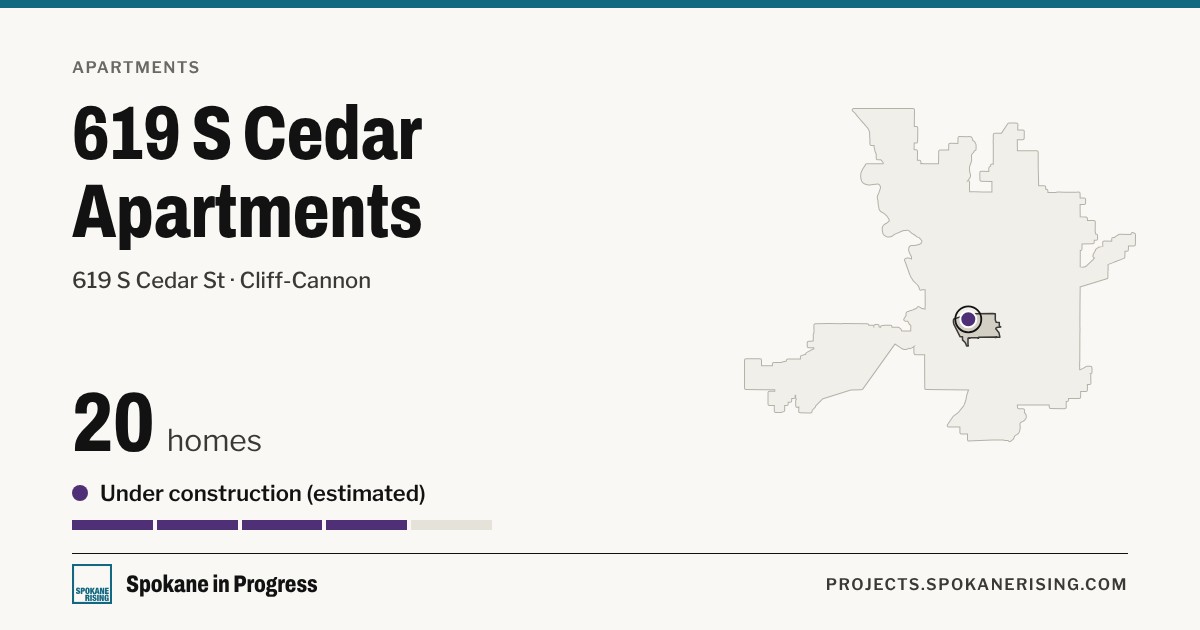 APARTMENTS
619 S Cedar
Apartments
619 S Cedar St · Cliff-Cannon
20 homes
Under construction (estimated)
SPOKANE
RISING
Spokane in Progress
PROJECTS.SPOKANERISING.COM